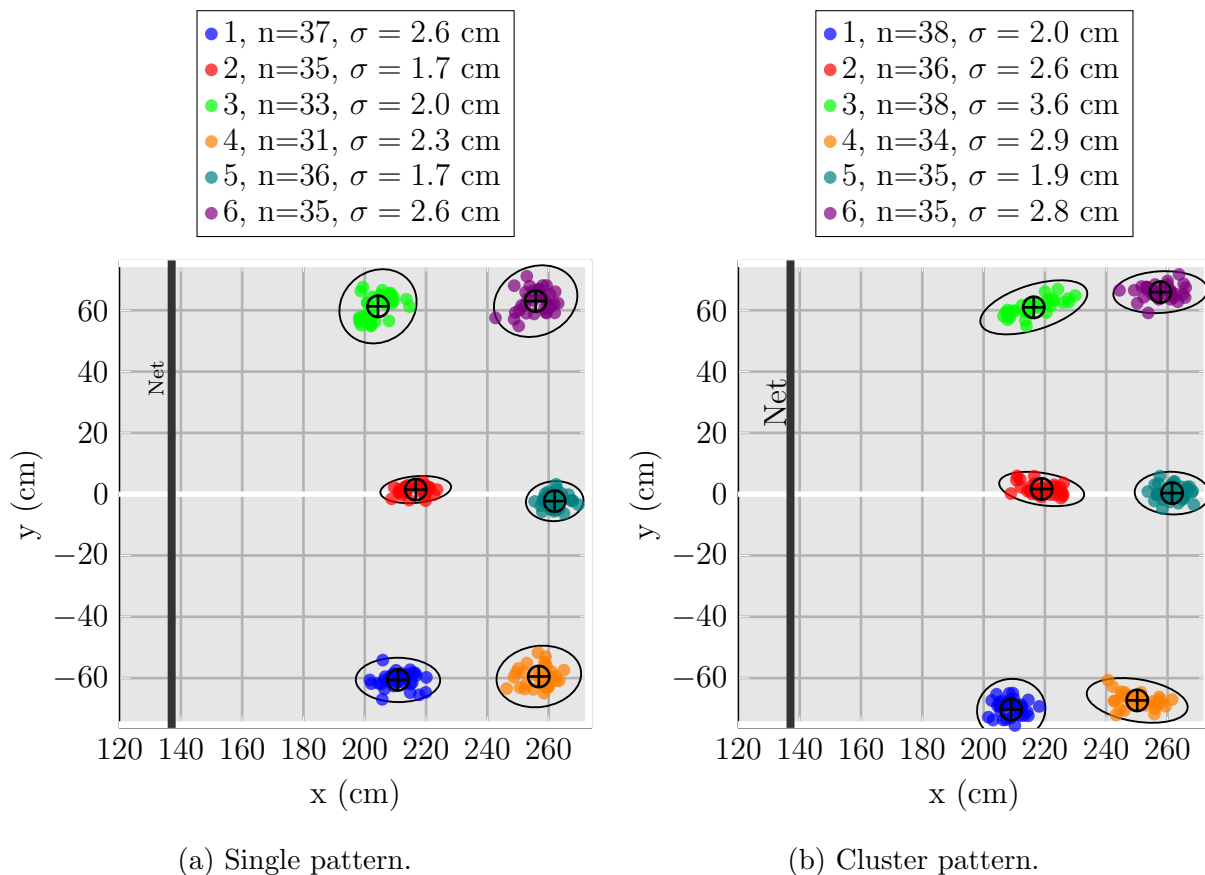 1, n=37, σ = 2.6 cm
2, n=35, σ = 1.7 cm
3, n=33, σ = 2.0 cm
4, n=31, σ = 2.3 cm
5, n=36, σ = 1.7 cm
6, n=35, σ = 2.6 cm
60
40
20
0
−20
−40
−60
y (cm)
Net
120 140 160 180 200 220 240 260
x (cm)
(a) Single pattern.
1, n=38, σ = 2.0 cm
2, n=36, σ = 2.6 cm
3, n=38, σ = 3.6 cm
4, n=34, σ = 2.9 cm
5, n=35, σ = 1.9 cm
6, n=35, σ = 2.8 cm
60
40
20
0
−20
−40
−60
y (cm)
Net
120 140 160 180 200 220 240 260
x (cm)
(b) Cluster pattern.